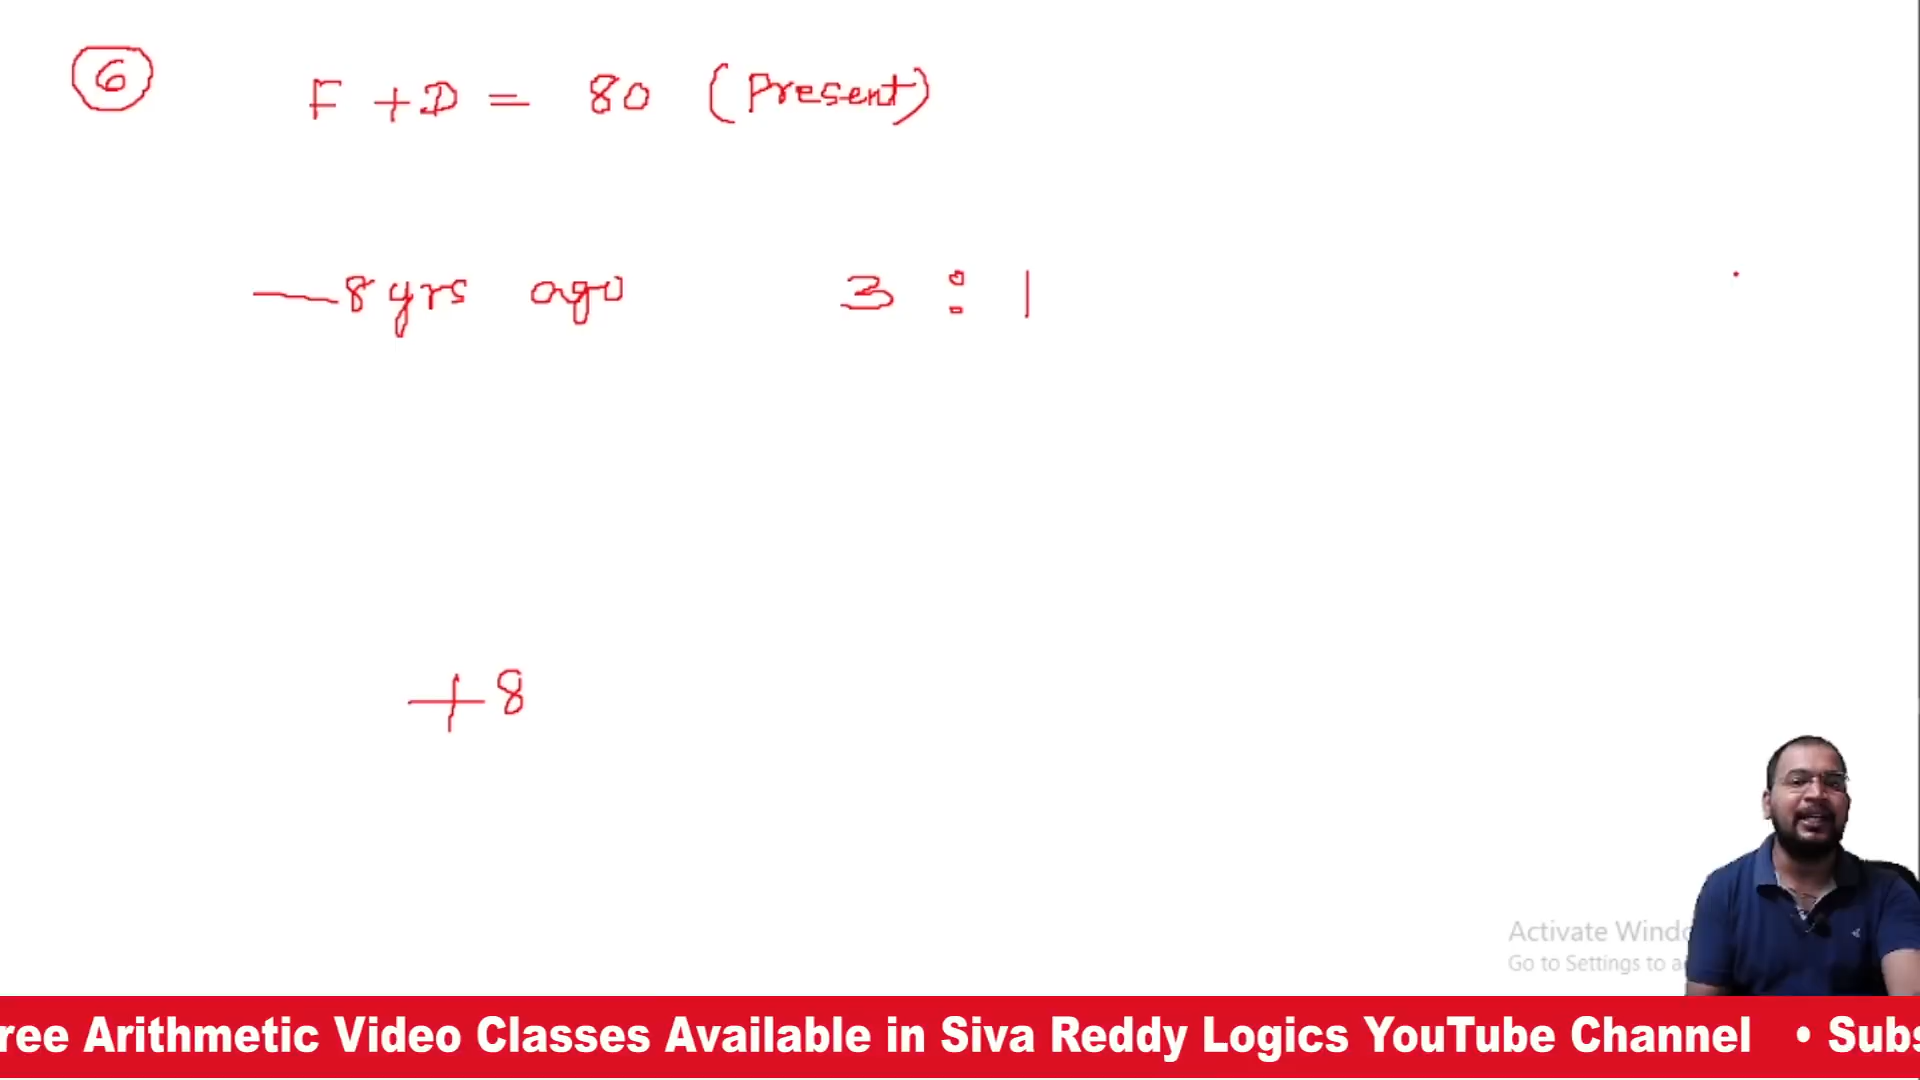 6
F + D = 80 (Present)
— 8 yrs ago 3 : 1
+ 8
Activate Windo
Go to Settings to a
ree Arithmetic Video Classes Available in Siva Reddy Logics YouTube Channel • Subs